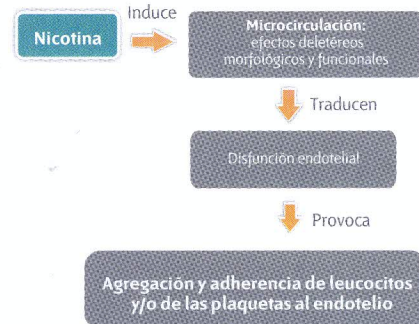 Induce
Nicotina
Microcirculación:
efectos deletéreos
morfológicos y funcionales
Traducen
Disfunción endotelial
Provoca
Agregación y adherencia de leucocitos
y/o de las plaquetas al endotelio